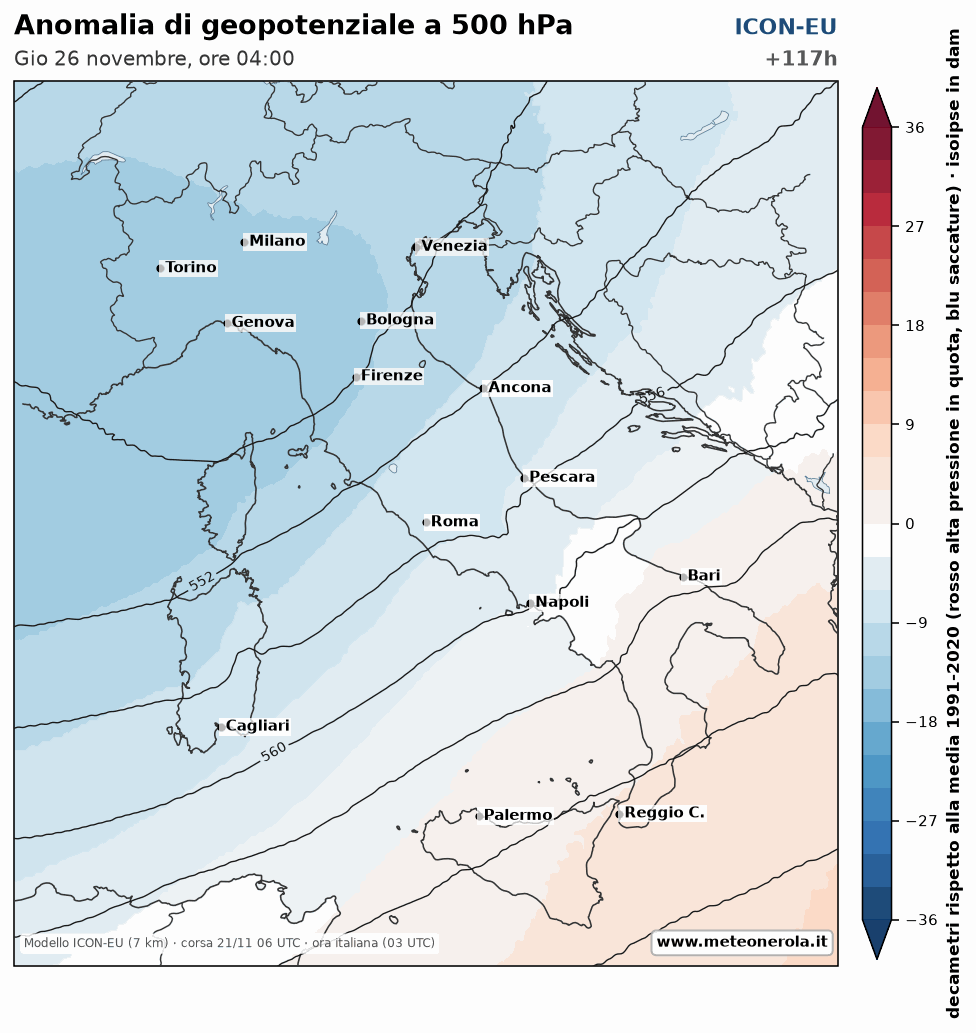 Anomalia di geopotenziale a 500 hPa
ICON-EU
Gio 26 novembre, ore 04:00
+117h
Milano
Venezia
Torino
Genova
Bologna
Firenze
Ancona
556
Pescara
Roma
552
Bari
Napoli
Cagliari
560
Palermo
Reggio C.
Modello ICON-EU (7 km) · corsa 21/11 06 UTC · ora italiana (03 UTC)
www.meteonerola.it
36
27
18
9
0
−9
−18
−27
−36
decametri rispetto alla media 1991-2020 (rosso alta pressione in quota, blu saccature) · isoipse in dam